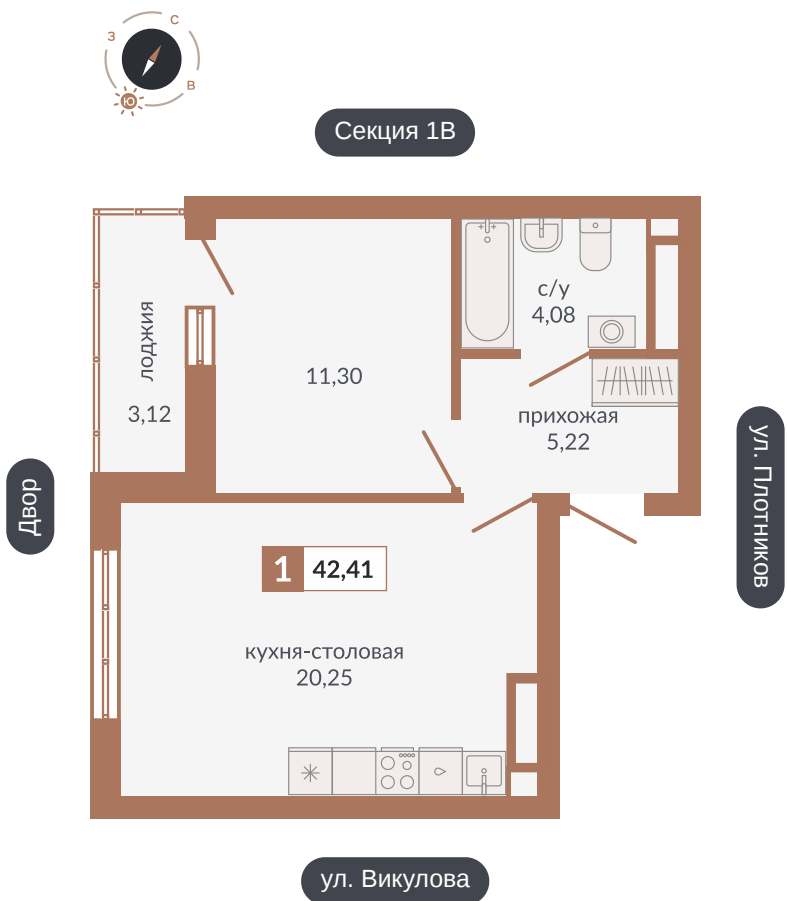 С
З
В
Ю
Секция 1В
с/у
4,08
лоджия
3,12
11,30
прихожая
5,22
ул. Плотников
Двор
1 42,41
кухня-столовая
20,25
ул. Викулова